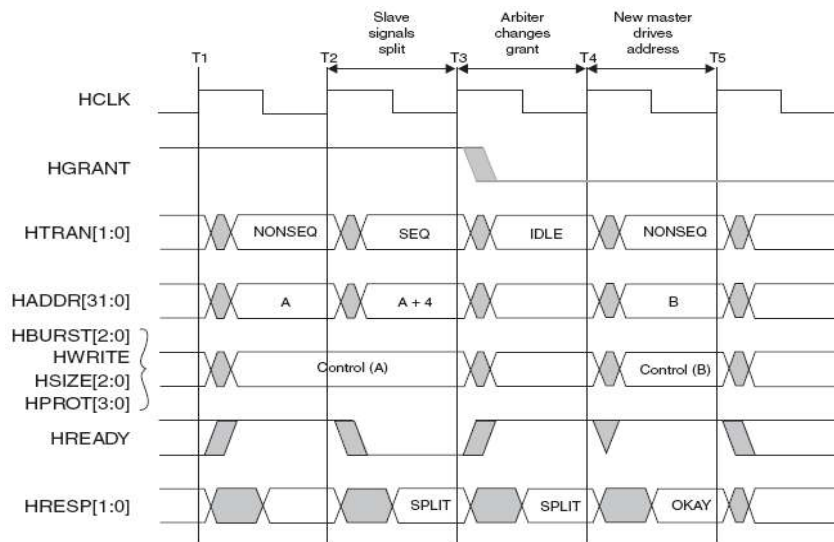 Slave
signals
split
Arbiter
changes
grant
New master
drives
address
T1
T2
T3
T4
T5
HCLK
HGRANT
HTRAN[1:0]
NONSEQ
SEQ
IDLE
NONSEQ
HADDR[31:0]
A
A + 4
B
HBURST[2:0]
HWRITE
HSIZE[2:0]
HPROT[3:0]
Control (A)
Control (B)
HREADY
HRESP[1:0]
SPLIT
SPLIT
OKAY